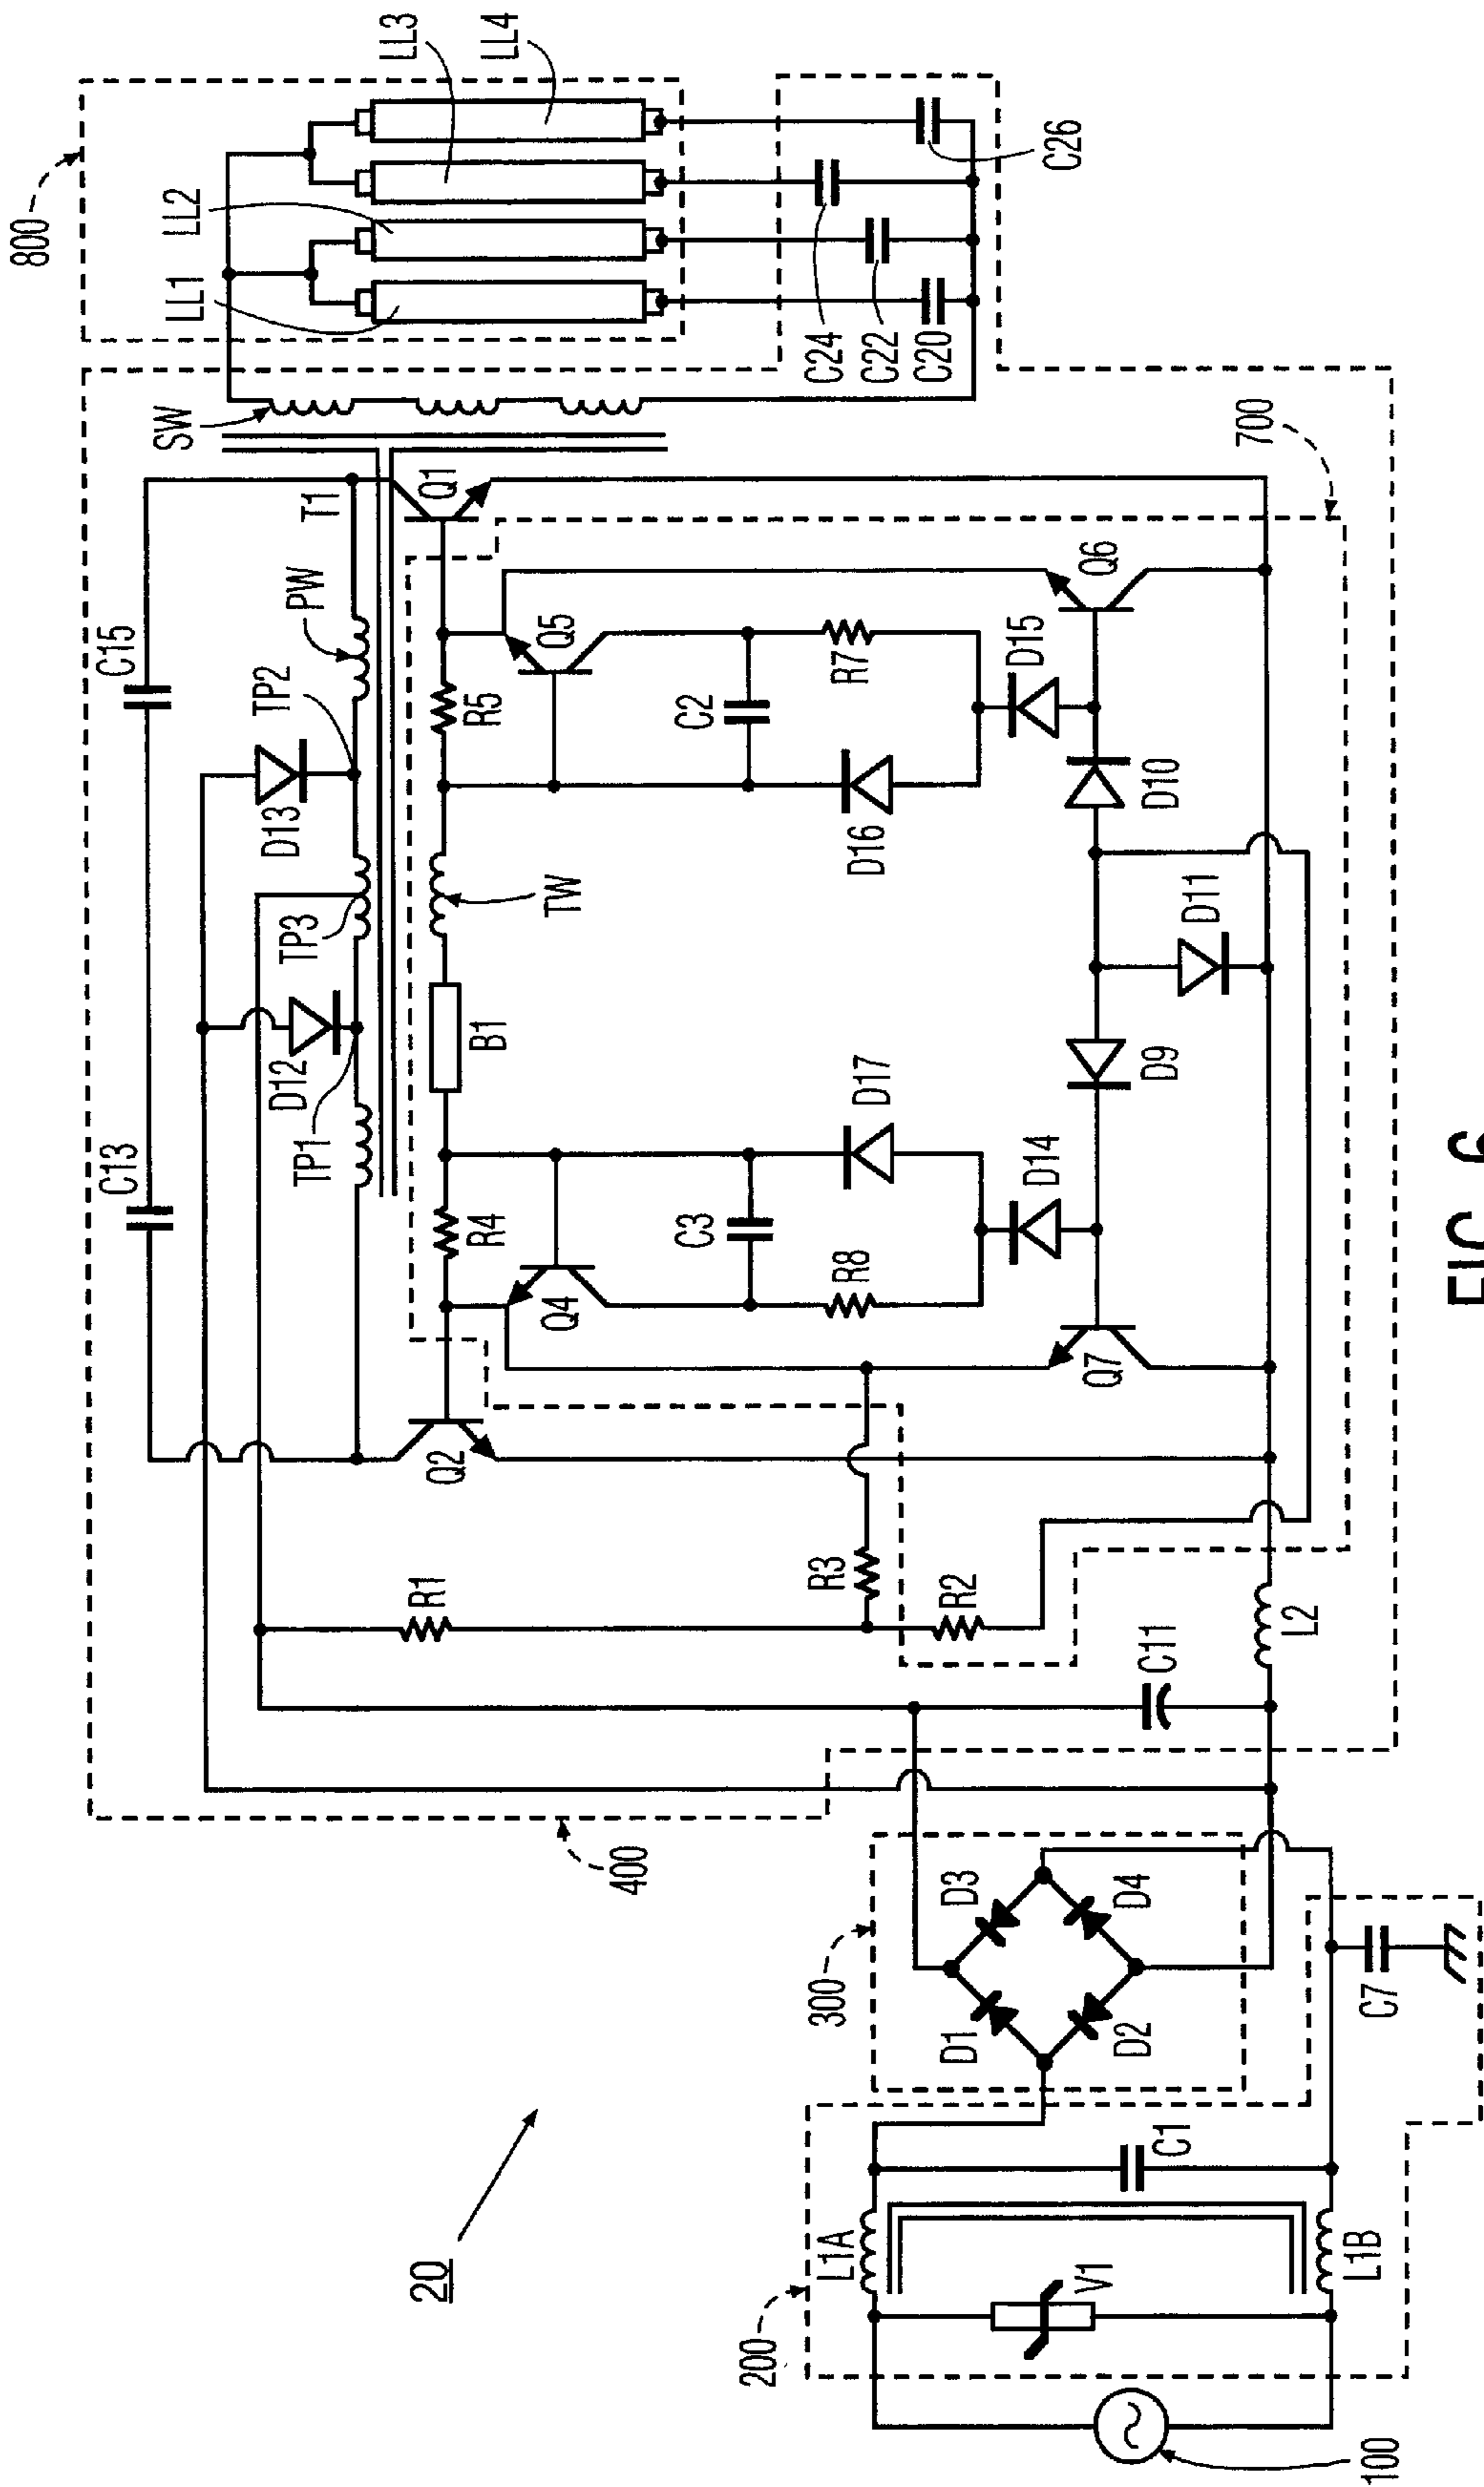 800
LL1
LL2
LL3
LL4
C24
C22
C20
C26
SW
C13
C15
T1
PW
TP2
D13
TP3
D12
TP1
Q1
700
Q5
R5
C2
R7
D15
Q6
D16
D10
TW
B1
D11
D17
D9
R4
C3
D14
R8
Q4
Q7
Q2
R1
R3
R2
L2
C11
400
300
D3
D4
D1
D2
C7
20
200
L1A
C1
V1
L1B
100